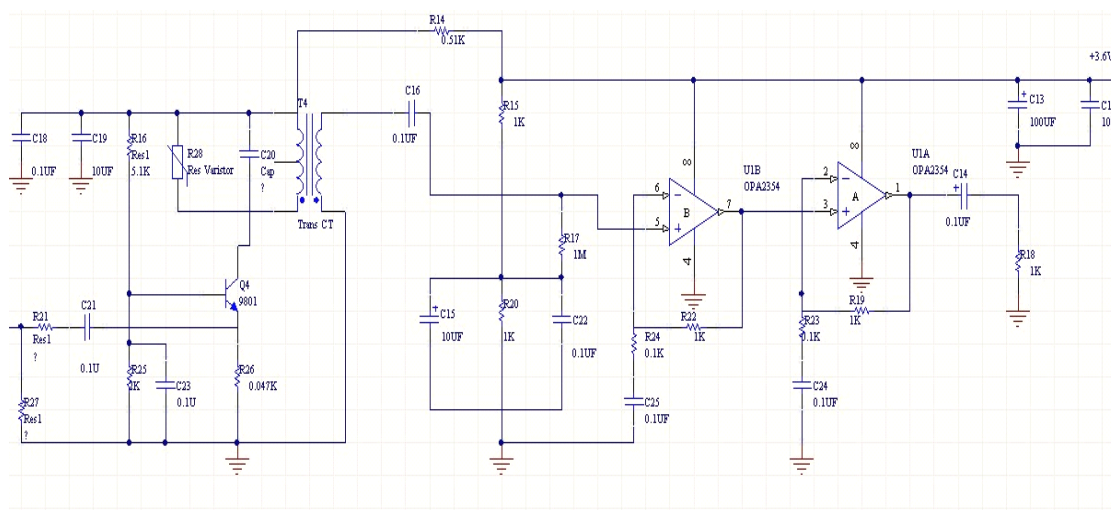 R14
0.51K
+3.6V
T4
C16
0.1UF
R15
1K
C13
100UF
C1
10
C18
0.1UF
C19
10UF
R16
Res1
5.1K
R28
Res Varistor
C20
Cap
?
Trans CT
8
U1B
OPA2354
6
5
B
7
4
8
U1A
OPA2354
2
3
A
1
4
C14
0.1UF
R17
1M
R18
1K
Q4
9801
R21
Res1
?
C21
0.1U
R25
1K
C23
0.1U
R26
0.047K
R27
Res1
?
C15
10UF
R20
1K
C22
0.1UF
R24
0.1K
R22
1K
C25
0.1UF
R23
0.1K
R19
1K
C24
0.1UF